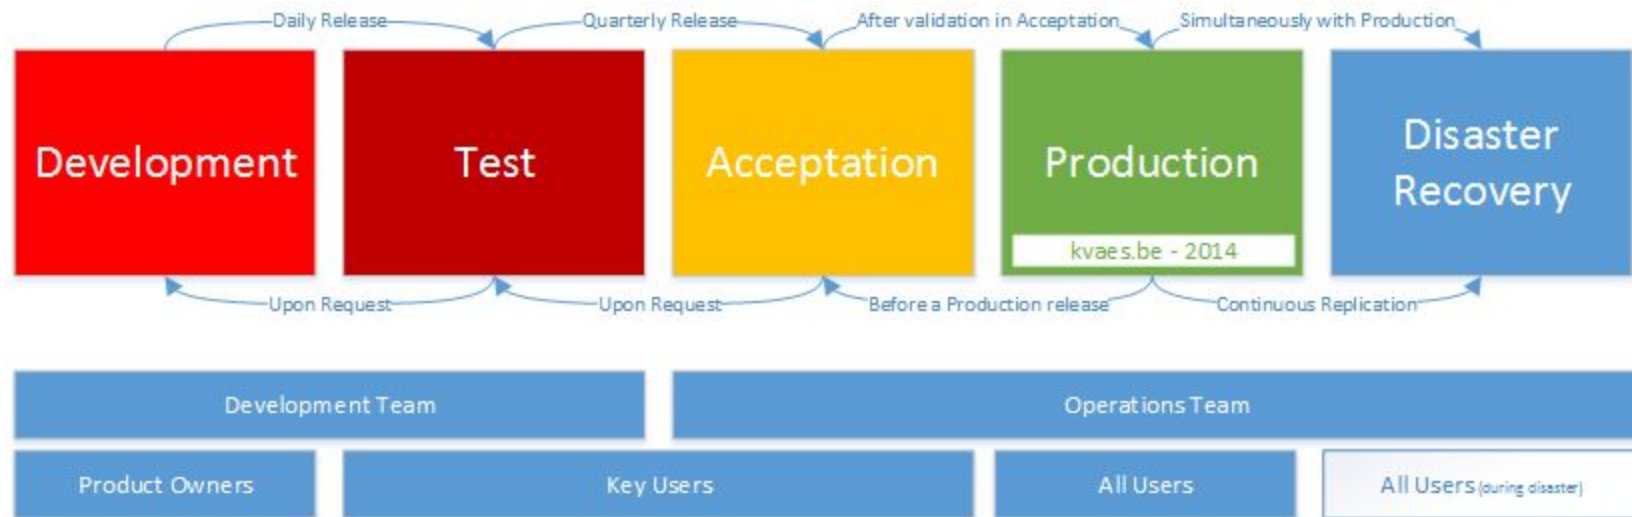 Daily Release
Quarterly Release
After validation in Acceptation
Simultaneously with Production
Development
Test
Acceptation
Production
kvaes.be - 2014
Disaster
Recovery
Upon Request
Upon Request
Before a Production release
Continuous Replication
Development Team
Operations Team
Product Owners
Key Users
All Users
All Users (during disaster)